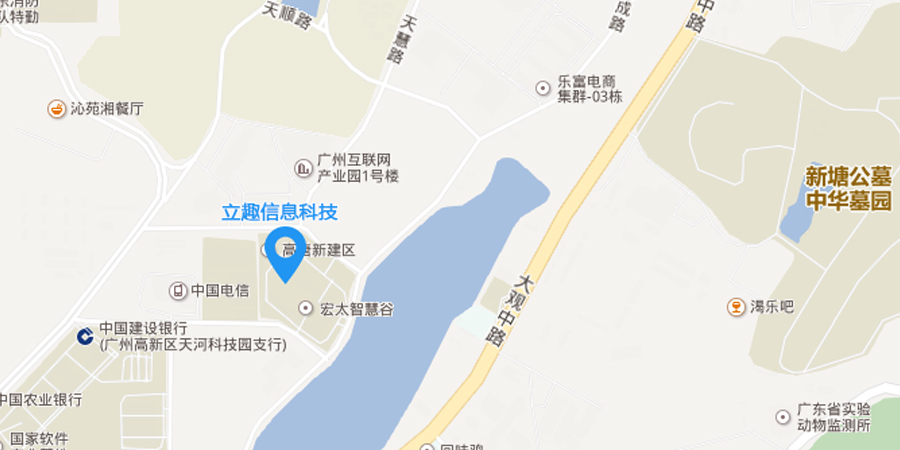 东消防
队特勤
天顺路
天慧路
成路
中路
乐富电商
集群-03栋
沁苑湘餐厅
广州互联网
产业园1号楼
新塘公墓
中华墓园
立趣信息科技
高唐新建区
中国电信
宏太智慧谷
大观中路
渴乐吧
中国建设银行
(广州高新区天河科技园支行)
中国农业银行
广东省实验
动物监测所
国家软件